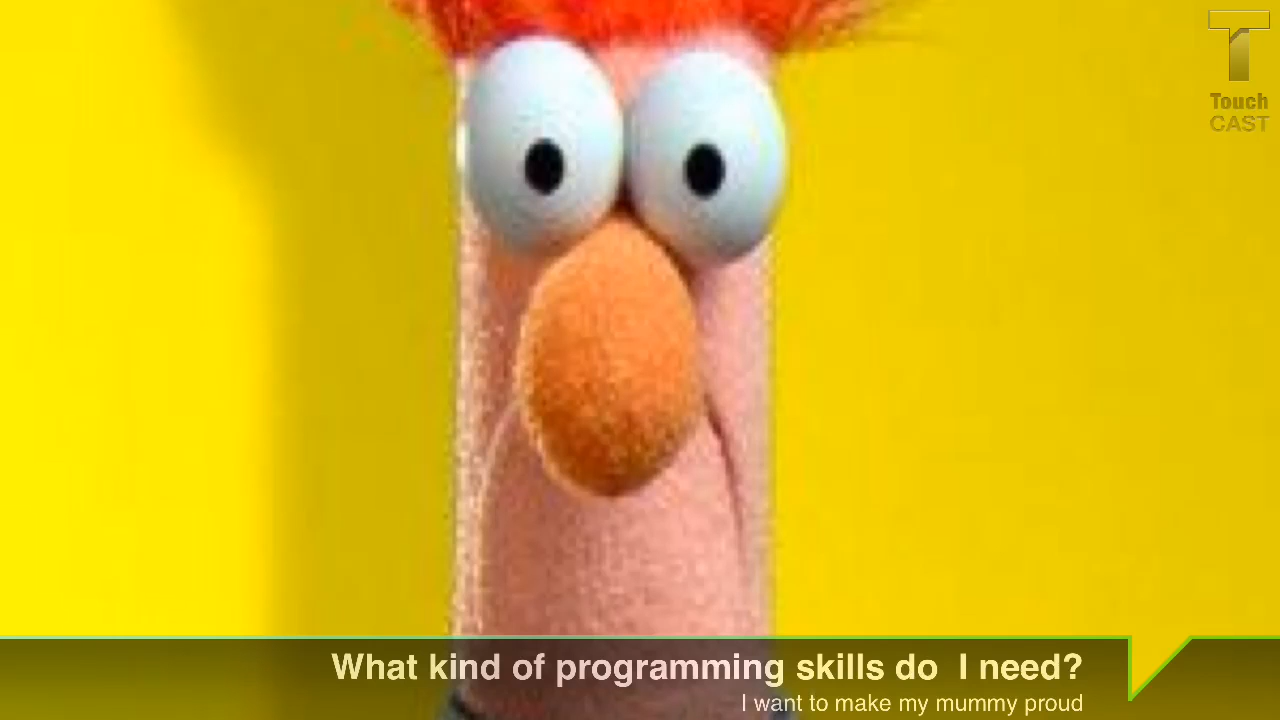 T
Touch
CAST
What kind of programming skills do  I need?
I want to make my mummy proud